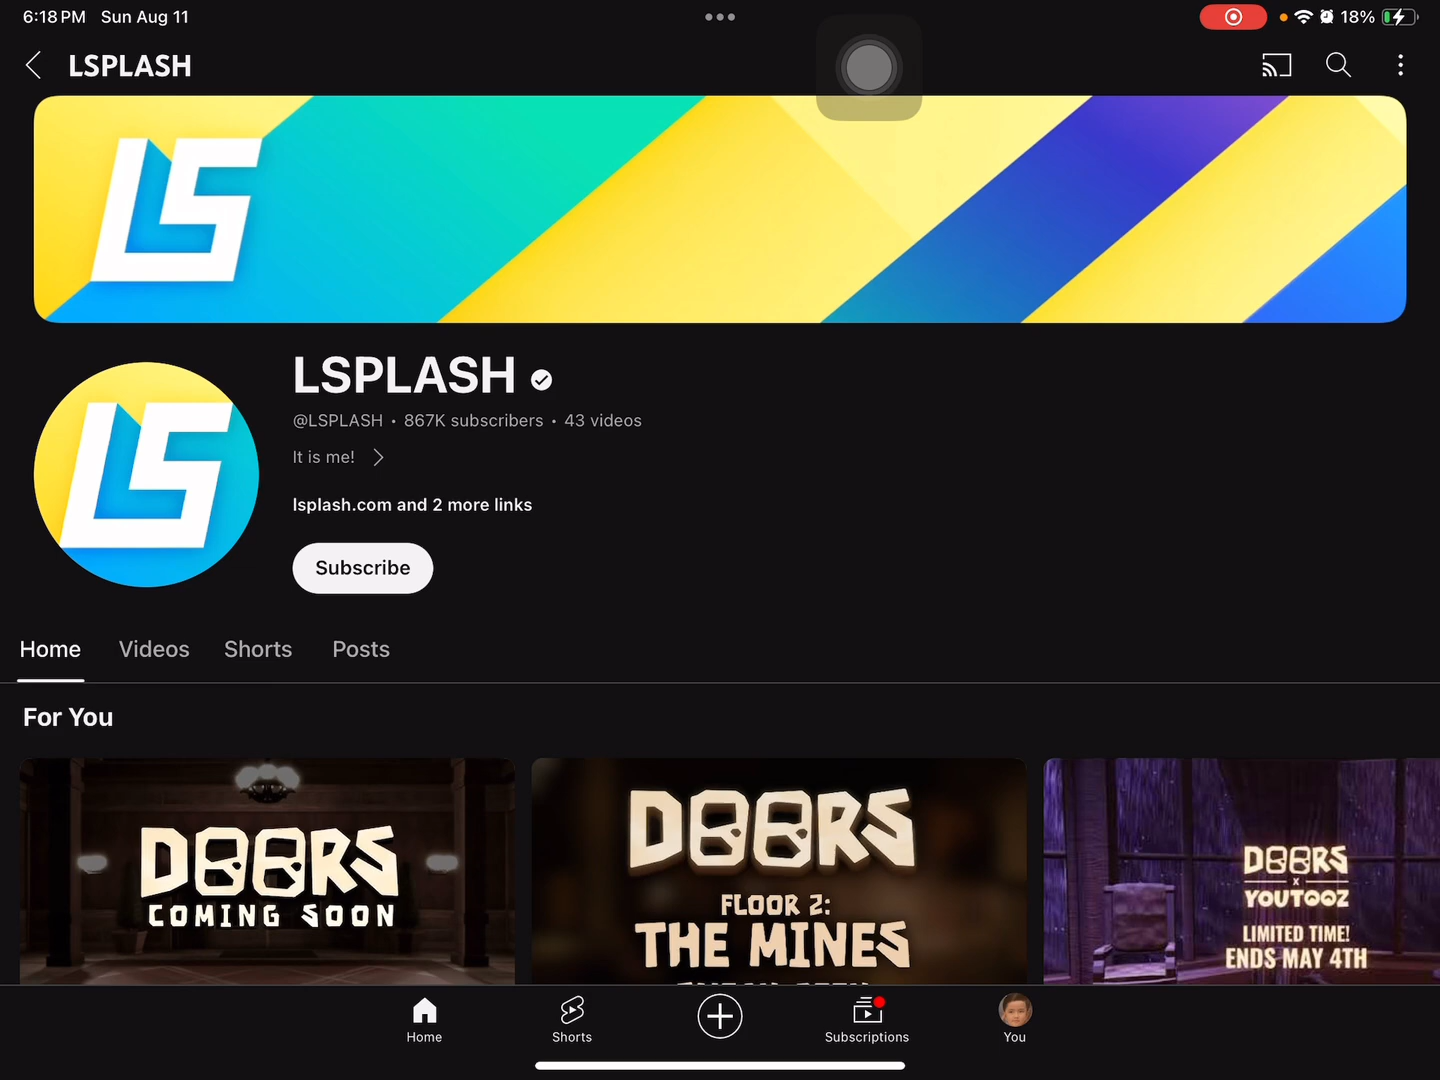 6:18 PM Sun Aug 11
18%
LSPLASH
LS
LS
LSPLASH
@LSPLASH • 867K subscribers • 43 videos
It is me!
lsplash.com and 2 more links
Subscribe
Home Videos Shorts Posts
For You
DOORS
COMING SOON
DOORS
FLOOR 2:
THE MINES
DOORS
X
YOUTOOZ
LIMITED TIME!
ENDS MAY 4TH
Home Shorts Subscriptions You